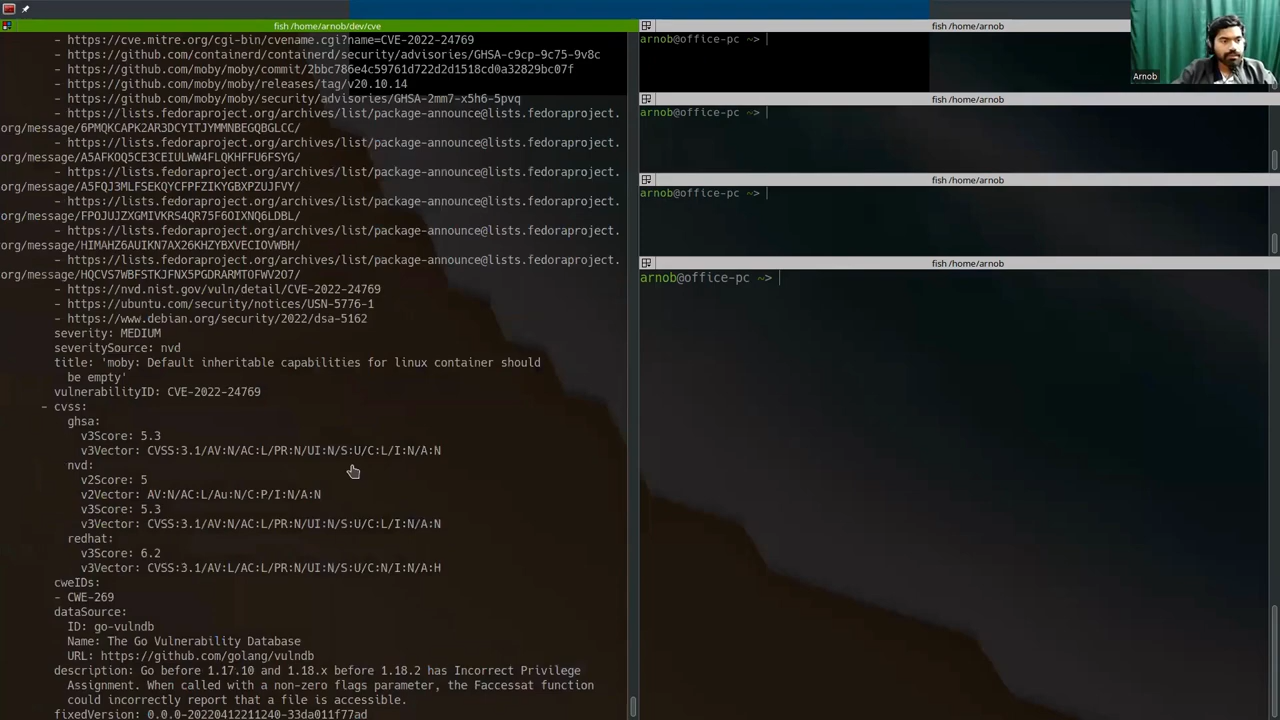 fish /home/arnob/dev/cve
- https://cve.mitre.org/cgi-bin/cvename.cgi?name=CVE-2022-24769
- https://github.com/containerd/containerd/security/advisories/GHSA-c9cp-9c75-9v8c
- https://github.com/moby/moby/commit/2bbc786e4c59761d722d2d1518cd0a32829bc07f
- https://github.com/moby/moby/releases/tag/v20.10.14
- https://github.com/moby/moby/security/advisories/GHSA-2mm7-x5h6-5pvq
- https://lists.fedoraproject.org/archives/list/package-announce@lists.fedoraproject.
org/message/6PMQKCAPK2AR3DCYITJYMMNBEGQBGLCC/
- https://lists.fedoraproject.org/archives/list/package-announce@lists.fedoraproject.
org/message/A5AFKOQ5CE3CEIULWW4FLQKHFFU6FSYG/
- https://lists.fedoraproject.org/archives/list/package-announce@lists.fedoraproject.
org/message/A5FQJ3MLFSEKQYCFPFZIKYGBXPZUJFVY/
- https://lists.fedoraproject.org/archives/list/package-announce@lists.fedoraproject.
org/message/FPOJUJZXGMIVKRS4QR75F6OIXNQ6LDBL/
- https://lists.fedoraproject.org/archives/list/package-announce@lists.fedoraproject.
org/message/HIMAHZ6AUIKN7AX26KHZYBXVECIOVWBH/
- https://lists.fedoraproject.org/archives/list/package-announce@lists.fedoraproject.
org/message/HQCVS7WBFSTKJFNX5PGDRARMTOFWV2O7/
- https://nvd.nist.gov/vuln/detail/CVE-2022-24769
- https://ubuntu.com/security/notices/USN-5776-1
- https://www.debian.org/security/2022/dsa-5162
severity: MEDIUM
severitySource: nvd
title: 'moby: Default inheritable capabilities for linux container should
be empty'
vulnerabilityID: CVE-2022-24769
- cvss:
ghsa:
v3Score: 5.3
v3Vector: CVSS:3.1/AV:N/AC:L/PR:N/UI:N/S:U/C:L/I:N/A:N
nvd:
v2Score: 5
v2Vector: AV:N/AC:L/Au:N/C:P/I:N/A:N
v3Score: 5.3
v3Vector: CVSS:3.1/AV:N/AC:L/PR:N/UI:N/S:U/C:L/I:N/A:N
redhat:
v3Score: 6.2
v3Vector: CVSS:3.1/AV:L/AC:L/PR:N/UI:N/S:U/C:N/I:N/A:H
cweIDs:
- CWE-269
dataSource:
ID: go-vulndb
Name: The Go Vulnerability Database
URL: https://github.com/golang/vulndb
description: Go before 1.17.10 and 1.18.x before 1.18.2 has Incorrect Privilege
Assignment. When called with a non-zero flags parameter, the Faccessat function
could incorrectly report that a file is accessible.
fixedVersion: 0.0.0-20220412211240-33da011f77ad
fish /home/arnob
arnob@office-pc ~>
fish /home/arnob
arnob@office-pc ~>
fish /home/arnob
arnob@office-pc ~>
fish /home/arnob
arnob@office-pc ~>
Arnob